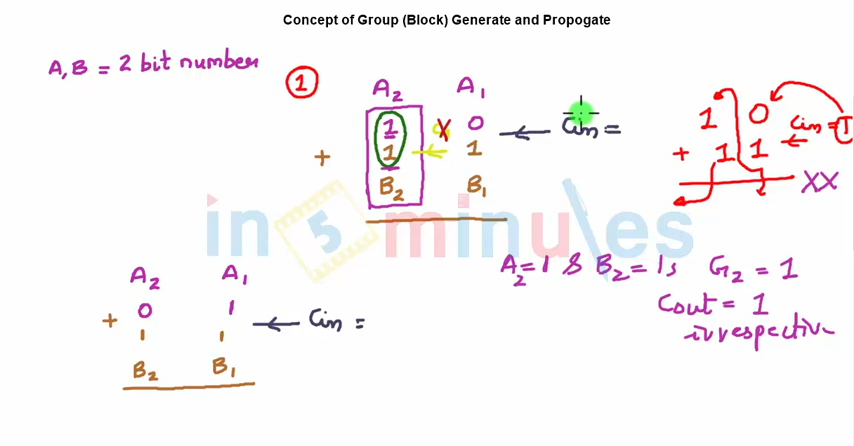 Concept of Group (Block) Generate and Propogate
A, B = 2 bit number
1
A2 A1
1 0
+ 1 1
B2 B1
X
← Cin =
1 0
+ 1 1
← Cin = 1
XX
in 5 minutes
A2 = 1 & B2 = 1s G2 = 1
Cout = 1
irrespective
A2 A1
0 1
+ 1 1
B2 B1
← Cin =